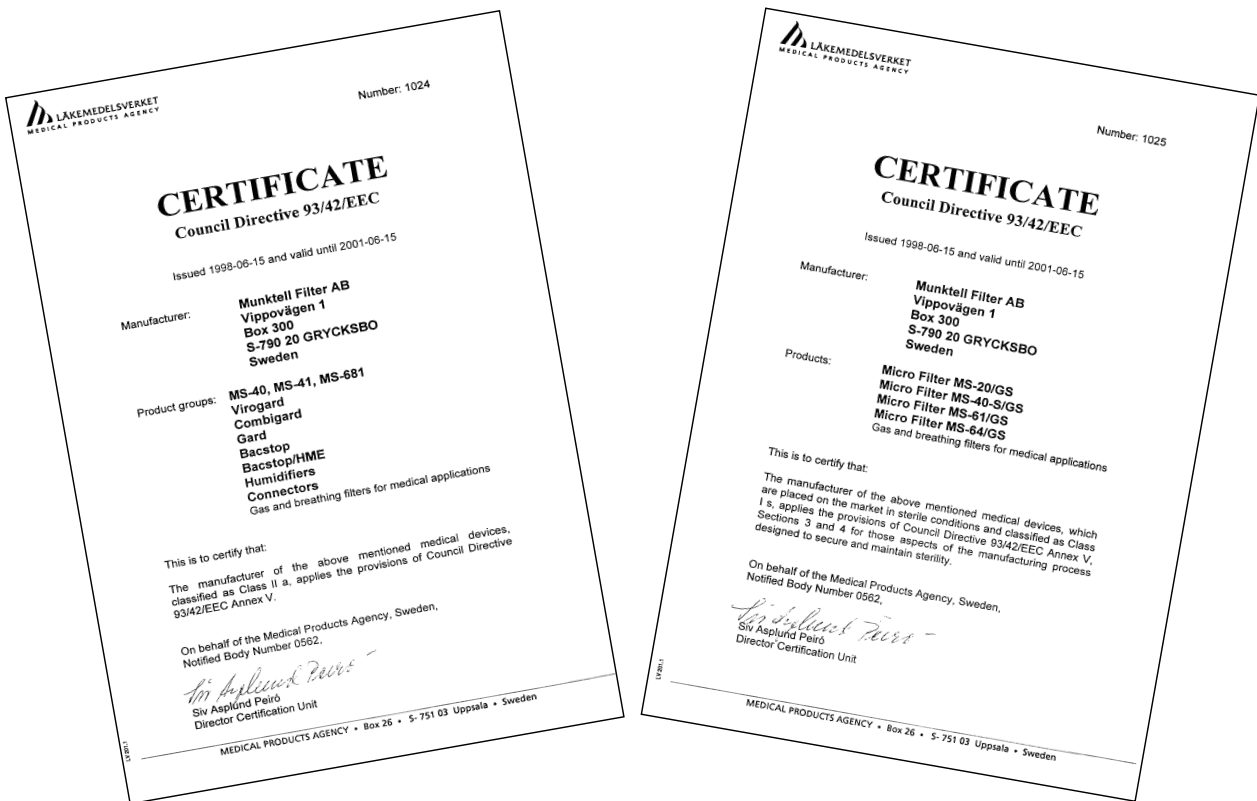 LÄKEMEDELSVERKET
MEDICAL PRODUCTS AGENCY
Number: 1024
CERTIFICATE
Council Directive 93/42/EEC
Issued 1998-06-15 and valid until 2001-06-15
Manufacturer:
Munktell Filter AB
Vippovägen 1
Box 300
S-790 20 GRYCKSBO
Sweden
Product groups:
MS-40, MS-41, MS-681
Virogard
Combigard
Gard
Bacstop
Bacstop/HME
Humidifiers
Connectors
Gas and breathing filters for medical applications
This is to certify that:
The manufacturer of the above mentioned medical devices,
classified as Class II a, applies the provisions of Council Directive
93/42/EEC Annex V.
On behalf of the Medical Products Agency, Sweden,
Notified Body Number 0562,
Siv Asplund Peiró
Siv Asplund Peiró
Director Certification Unit
LV201.1
MEDICAL PRODUCTS AGENCY • Box 26 • S- 751 03 Uppsala • Sweden
LÄKEMEDELSVERKET
MEDICAL PRODUCTS AGENCY
Number: 1025
CERTIFICATE
Council Directive 93/42/EEC
Issued 1998-06-15 and valid until 2001-06-15
Manufacturer:
Munktell Filter AB
Vippovägen 1
Box 300
S-790 20 GRYCKSBO
Sweden
Products:
Micro Filter MS-20/GS
Micro Filter MS-40-S/GS
Micro Filter MS-61/GS
Micro Filter MS-64/GS
Gas and breathing filters for medical applications
This is to certify that:
The manufacturer of the above mentioned medical devices, which
are placed on the market in sterile conditions and classified as Class
I s, applies the provisions of Council Directive 93/42/EEC Annex V,
Sections 3 and 4 for those aspects of the manufacturing process
designed to secure and maintain sterility.
On behalf of the Medical Products Agency, Sweden,
Notified Body Number 0562,
Siv Asplund Peiró
Siv Asplund Peiró
Director Certification Unit
LV201.1
MEDICAL PRODUCTS AGENCY • Box 26 • S- 751 03 Uppsala • Sweden